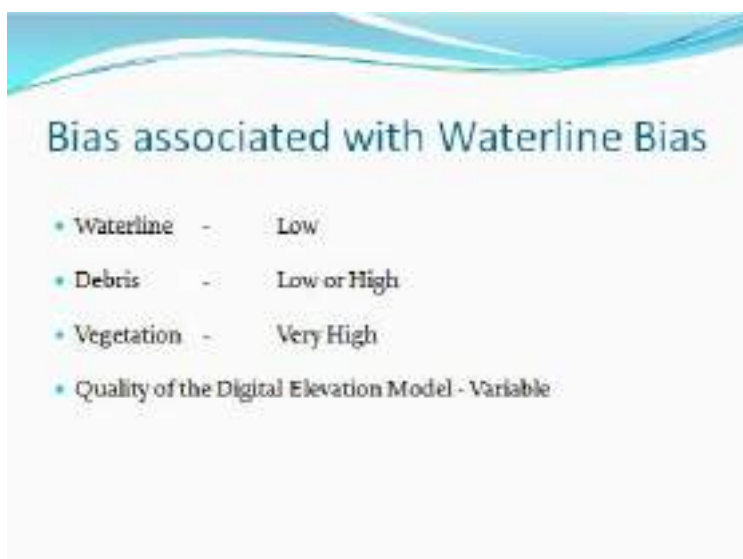 Bias associated with Waterline Bias
• Waterline - Low
• Debris - Low or High
• Vegetation - Very High
• Quality of the Digital Elevation Model - Variable